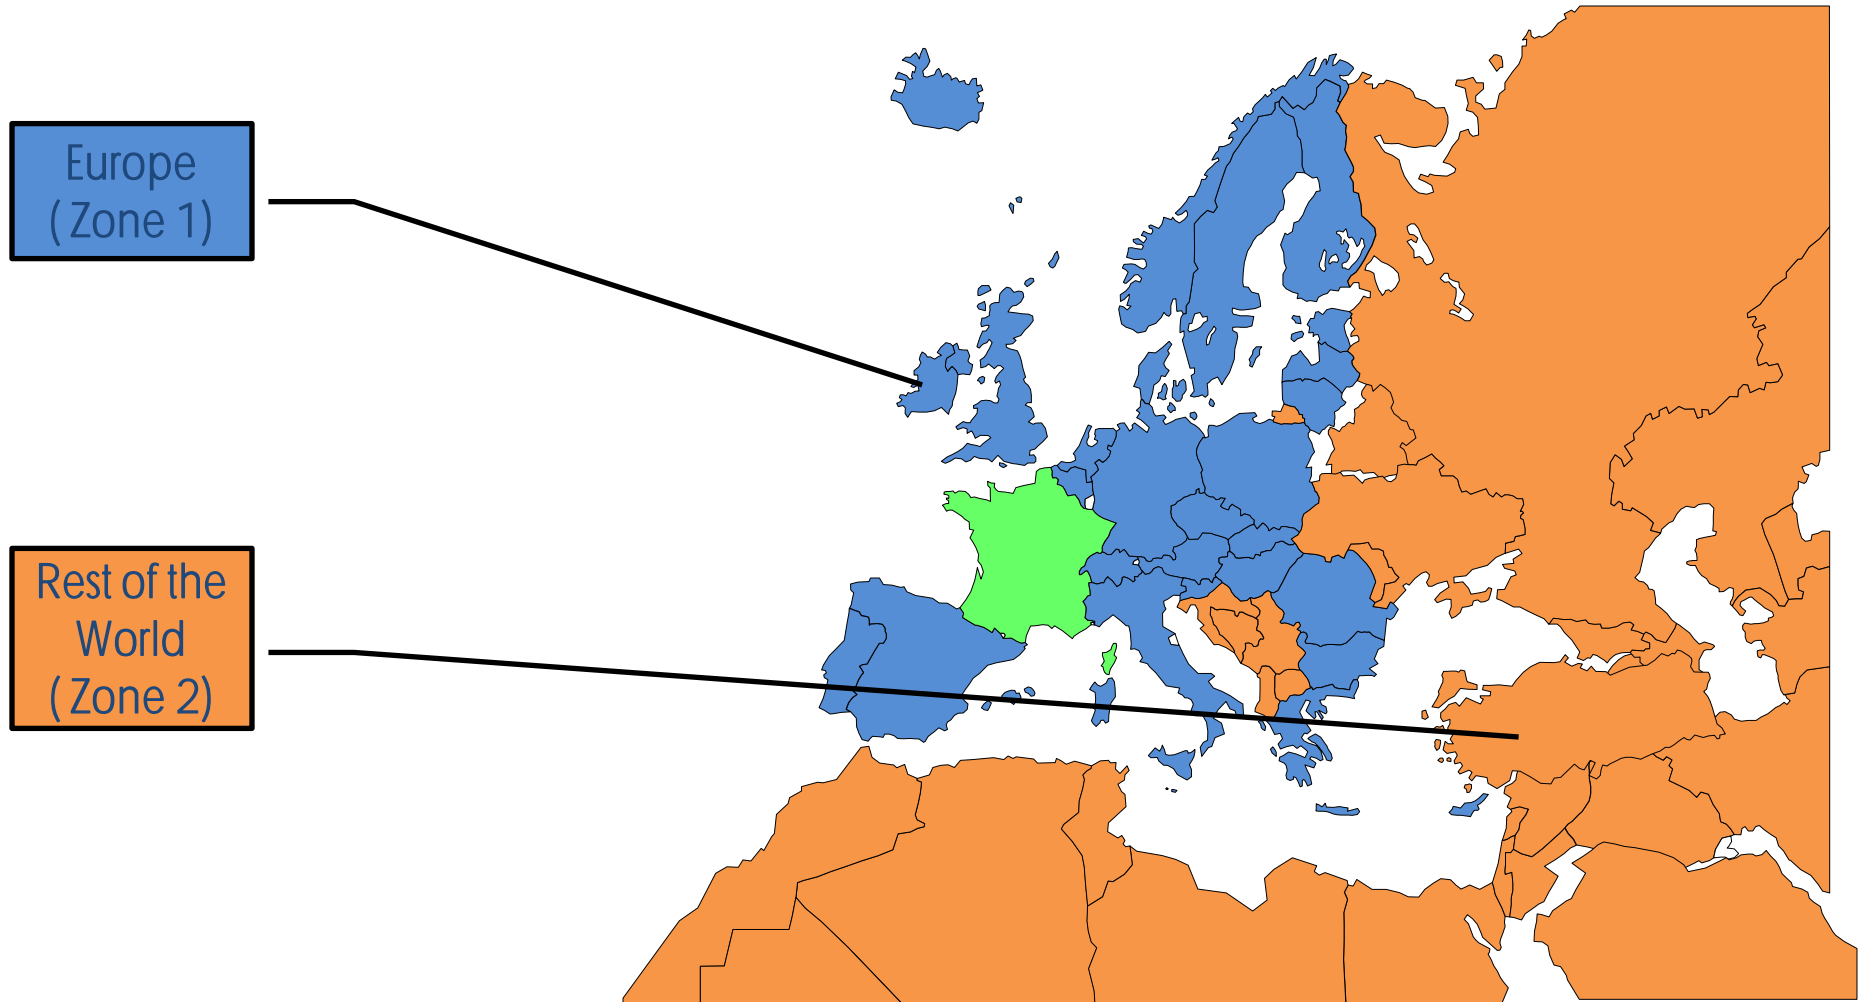 Europe
( Zone 1)
Rest of the
World
( Zone 2)